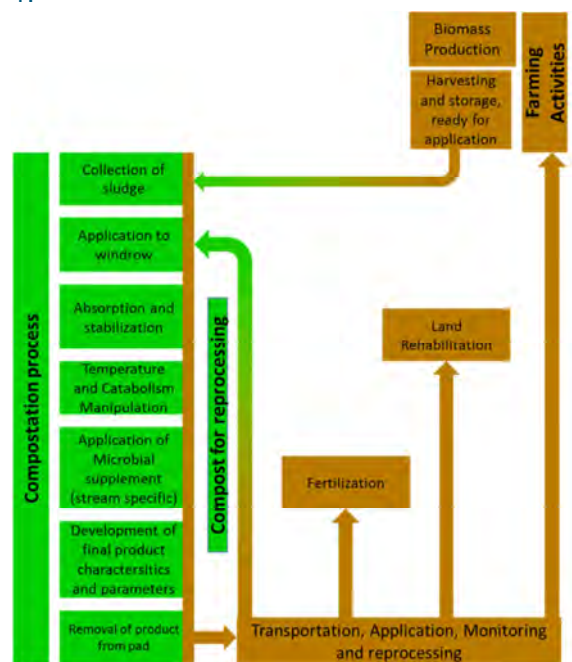 Biomass
Production
Harvesting
and storage,
ready for
application
Farming
Activities
Compostation process
Collection of
sludge
Application to
windrow
Absorption and
stabilization
Temperature
and Catabolism
Manipulation
Application of
Microbial
supplement
(stream specific)
Development of
final product
charactersitics
and parameters
Removal of product
from pad
Compost for reprocessing
Land
Rehabilitation
Fertilization
Transportation, Application, Monitoring
and reprocessing